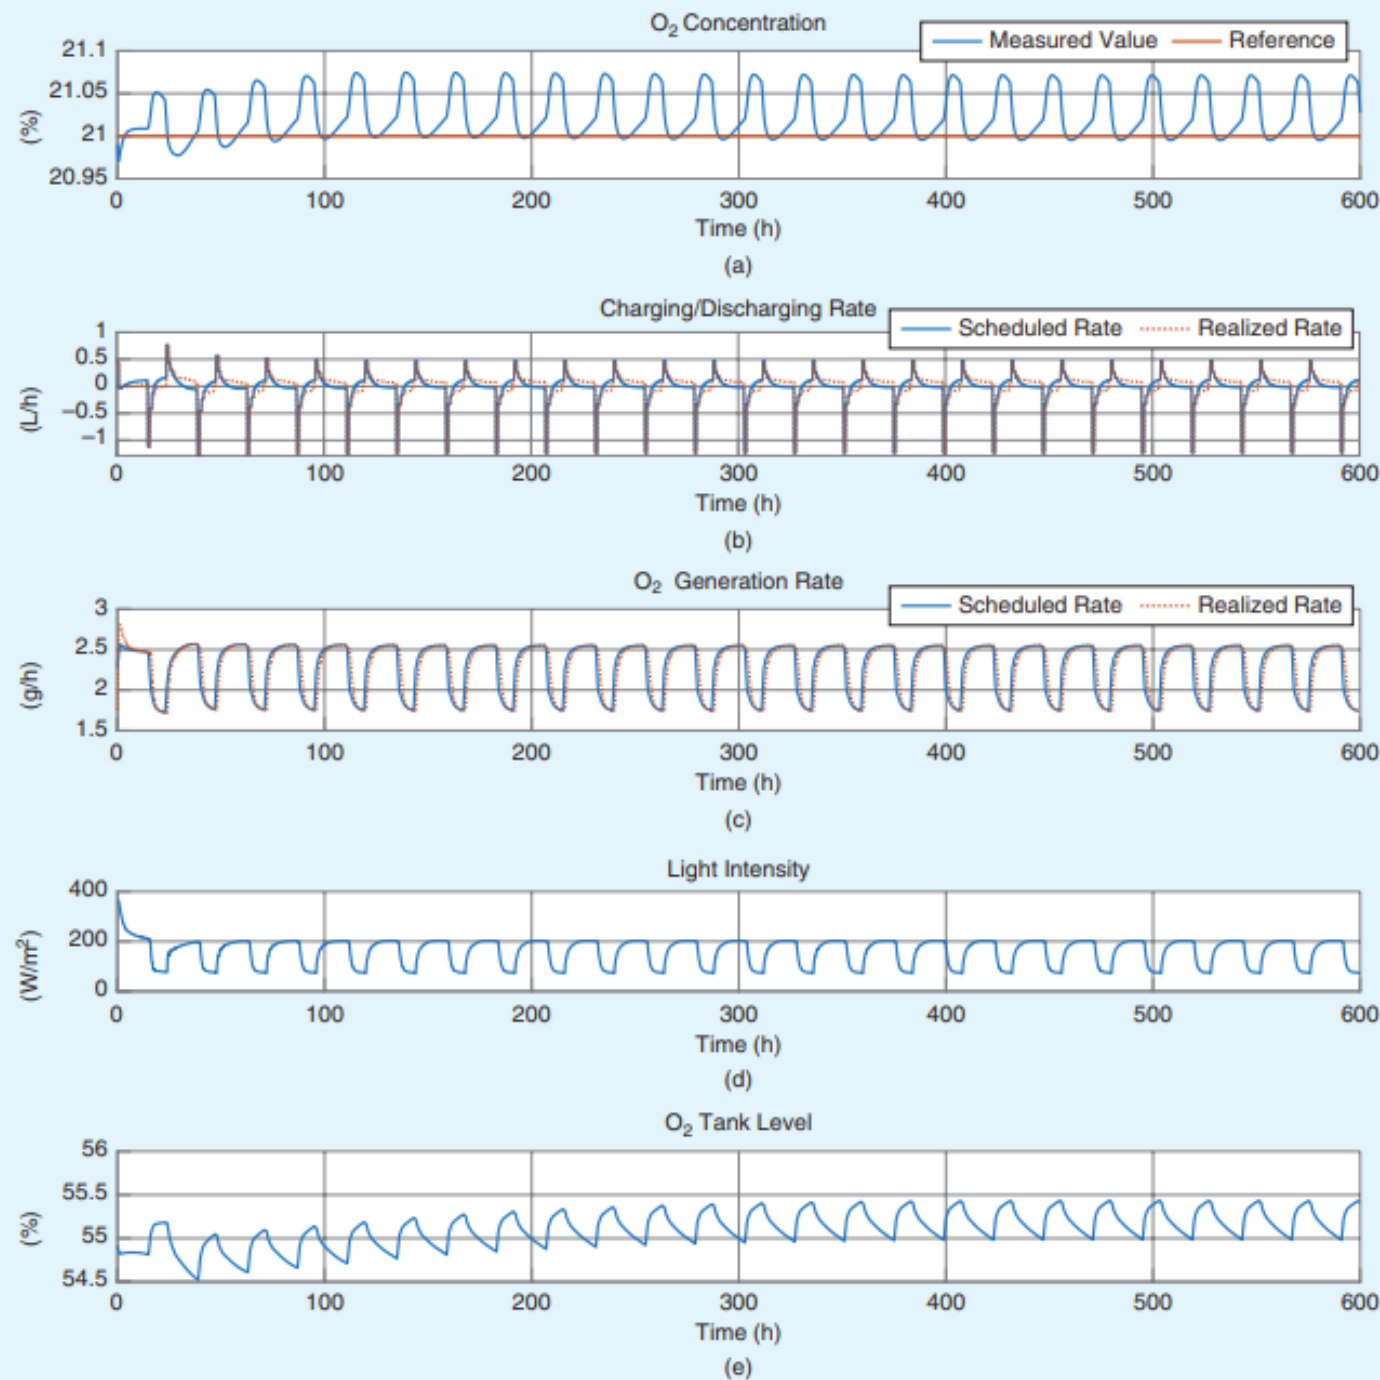 O2 Concentration
Measured Value Reference
21.1
21.05
21
20.95
(%)
0 100 200 300 400 500 600
Time (h)
(a)
Charging/Discharging Rate
Scheduled Rate Realized Rate
1
0.5
0
−0.5
−1
(L/h)
0 100 200 300 400 500 600
Time (h)
(b)
O2 Generation Rate
Scheduled Rate Realized Rate
3
2.5
2
1.5
(g/h)
0 100 200 300 400 500 600
Time (h)
(c)
Light Intensity
400
200
0
(W/m2)
0 100 200 300 400 500 600
Time (h)
(d)
O2 Tank Level
56
55.5
55
54.5
(%)
0 100 200 300 400 500 600
Time (h)
(e)